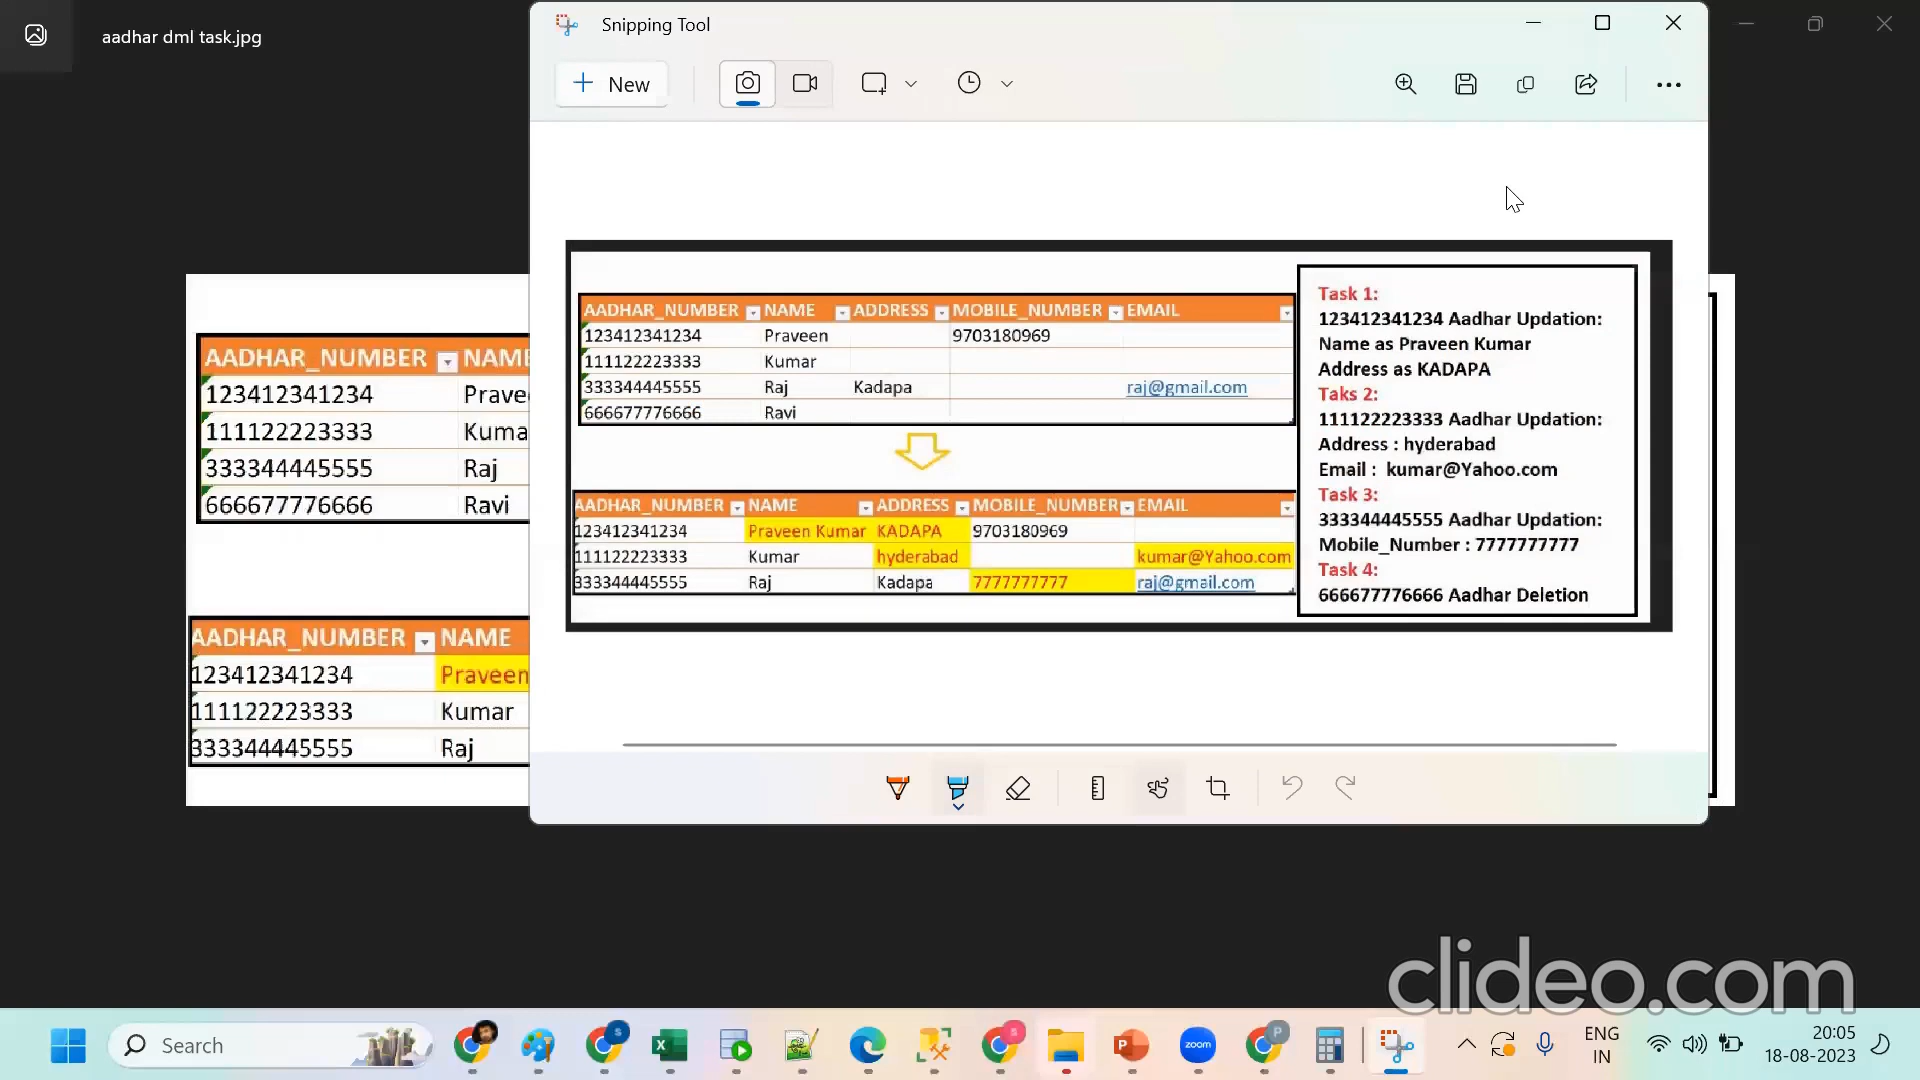 aadhar dml task.jpg
Snipping Tool
New
AADHAR_NUMBER NAME
123412341234 Prave
111122223333 Kuma
333344445555 Raj
666677776666 Ravi
AADHAR_NUMBER NAME
123412341234 Praveen
111122223333 Kumar
333344445555 Raj
AADHAR_NUMBER NAME ADDRESS MOBILE_NUMBER EMAIL
123412341234 Praveen 9703180969
111122223333 Kumar
333344445555 Raj Kadapa raj@gmail.com
666677776666 Ravi
AADHAR_NUMBER NAME ADDRESS MOBILE_NUMBER EMAIL
123412341234 Praveen Kumar KADAPA 9703180969
111122223333 Kumar hyderabad kumar@Yahoo.com
333344445555 Raj Kadapa 7777777777 raj@gmail.com
Task 1:
123412341234 Aadhar Updation:
Name as Praveen Kumar
Address as KADAPA
Taks 2:
111122223333 Aadhar Updation:
Address : hyderabad
Email : kumar@Yahoo.com
Task 3:
333344445555 Aadhar Updation:
Mobile_Number : 7777777777
Task 4:
666677776666 Aadhar Deletion
clideo.com
Search
zoom
ENG
IN
20:05
18-08-2023